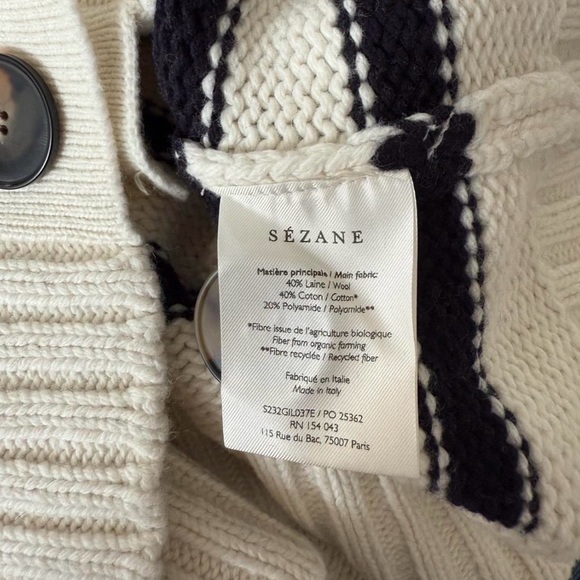 SÉZANE
Matière principale / Main fabric:
40% Laine / Wool
40% Coton / Cotton*
20% Polyamide / Polyamide**
*Fibre issue de l'agriculture biologique
Fiber from organic farming
**Fibre recyclée / Recycled fiber
Fabriqué en Italie
Made in Italy
S232GIL037E / PO 25362
RN 154 043
115 Rue du Bac, 75007 Paris